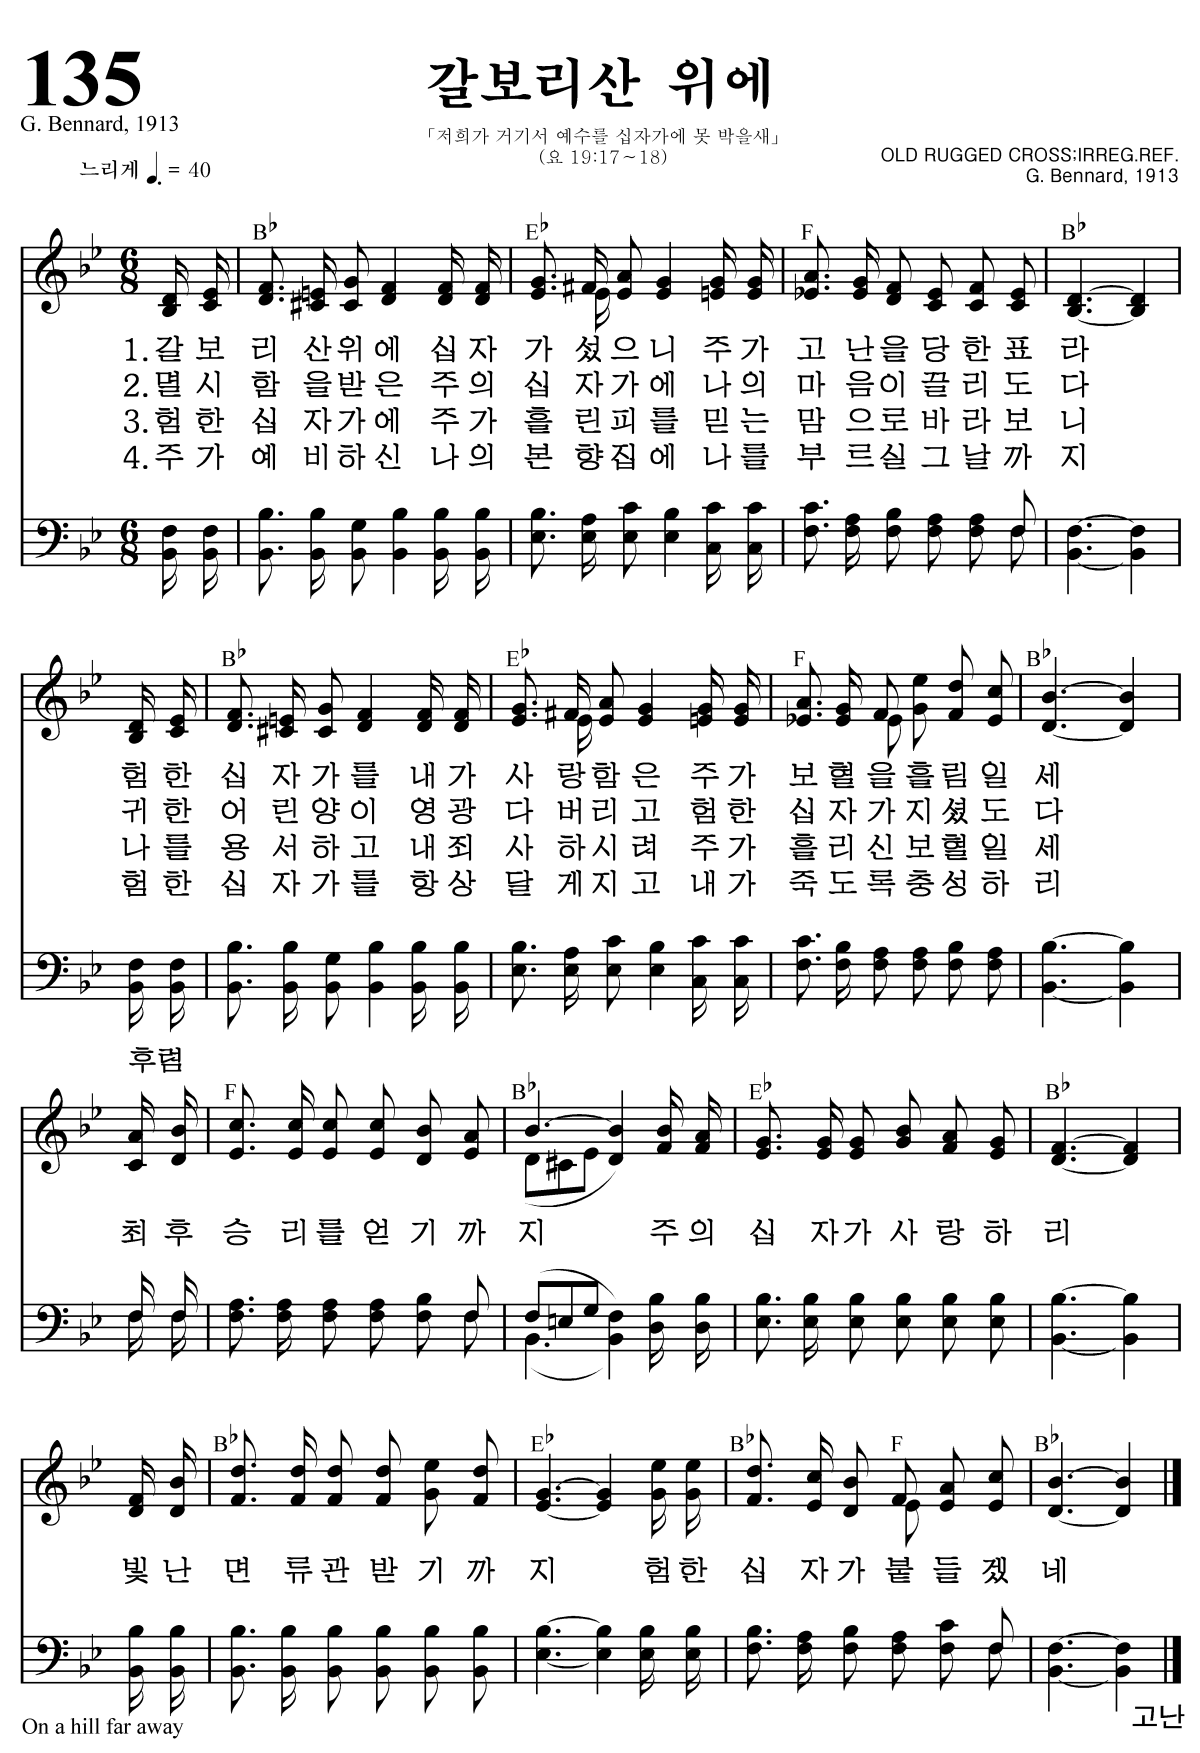 135
갈보리산 위에
G. Bennard, 1913
「저희가 거기서 예수를 십자가에 못 박을새」
(요 19:17~18)
느리게 ♩. = 40
OLD RUGGED CROSS;IRREG.REF.
G. Bennard, 1913
B♭ E♭ F B♭
1. 갈 보 리 산 위 에 십 자 가 섰 으 니 주 가 고 난 을 당 한 표 라
2. 멸 시 함 을 받 은 주 의 십 자 가 에 나 의 마 음 이 끌 리 도 다
3. 험 한 십 자 가 에 주 가 흘 린 피 를 믿 는 맘 으 로 바 라 보 니
4. 주 가 예 비 하 신 나 의 본 향 집 에 나 를 부 르 실 그 날 까 지
B♭ E♭ F B♭
험 한 십 자 가 를 내 가 사 랑 함 은 주 가 보 혈 을 흘 림 일 세
귀 한 어 린 양 이 영 광 다 버 리 고 험 한 십 자 가 지 셨 도 다
나 를 용 서 하 고 내 죄 사 하 시 려 주 가 흘 리 신 보 혈 일 세
험 한 십 자 가 를 항 상 달 게 지 고 내 가 죽 도 록 충 성 하 리
후렴
F B♭ E♭ B♭
최 후 승 리 를 얻 기 까 지 주 의 십 자 가 사 랑 하 리
B♭ E♭ B♭ F B♭
빛 난 면 류 관 받 기 까 지 험 한 십 자 가 붙 들 겠 네
On a hill far away
고난